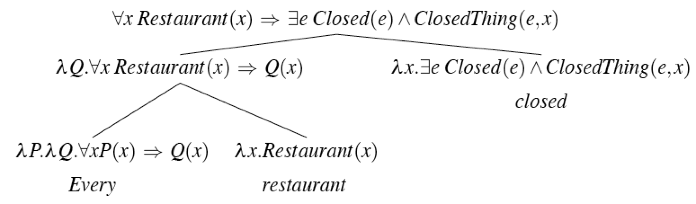 ∀x Restaurant(x) ⇒ ∃e Closed(e) ∧ ClosedThing(e,x)
λQ.∀x Restaurant(x) ⇒ Q(x) λx.∃e Closed(e) ∧ ClosedThing(e,x)
closed
λP.λQ.∀xP(x) ⇒ Q(x) λx.Restaurant(x)
Every restaurant